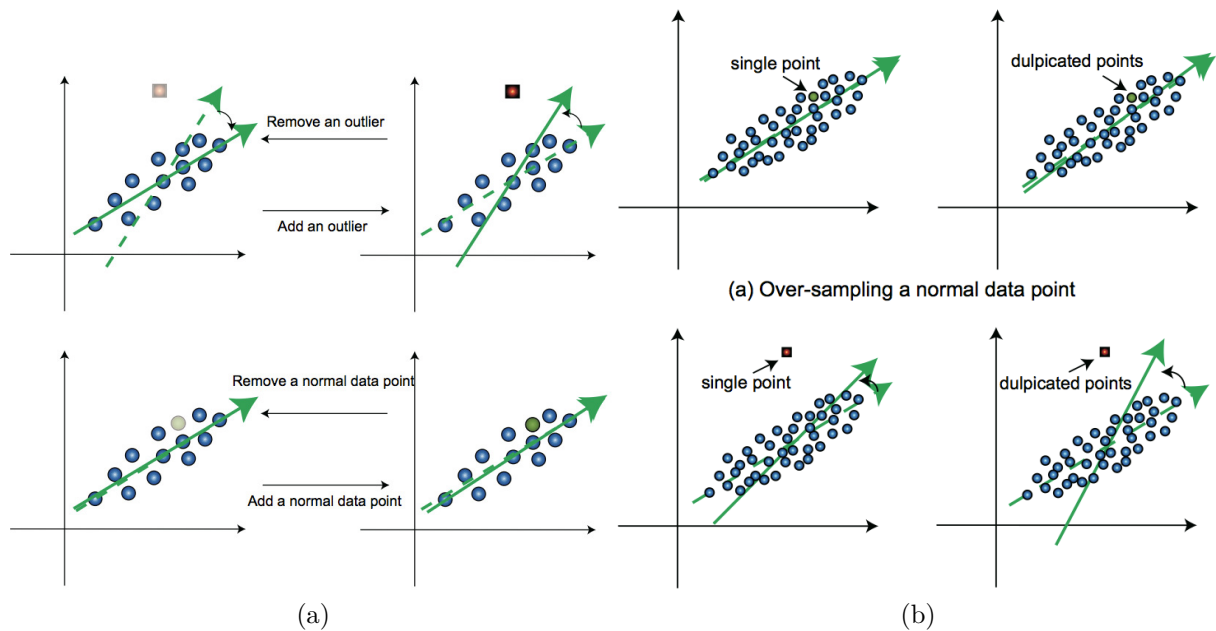 Remove an outlier
Add an outlier
Remove a normal data point
Add a normal data point
(a)
single point
dulpicated points
(a) Over-sampling a normal data point
single point
dulpicated points
(b)